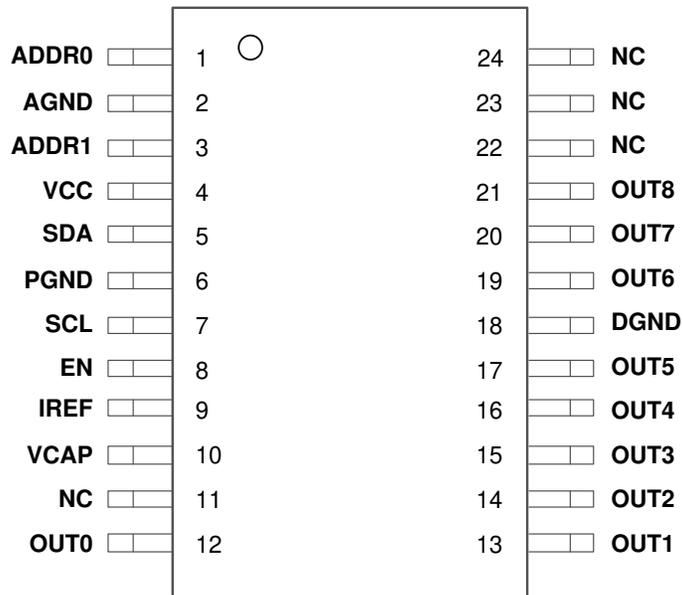 ADDR0 1 24 NC
AGND 2 23 NC
ADDR1 3 22 NC
VCC 4 21 OUT8
SDA 5 20 OUT7
PGND 6 19 OUT6
SCL 7 18 DGND
EN 8 17 OUT5
IREF 9 16 OUT4
VCAP 10 15 OUT3
NC 11 14 OUT2
OUT0 12 13 OUT1